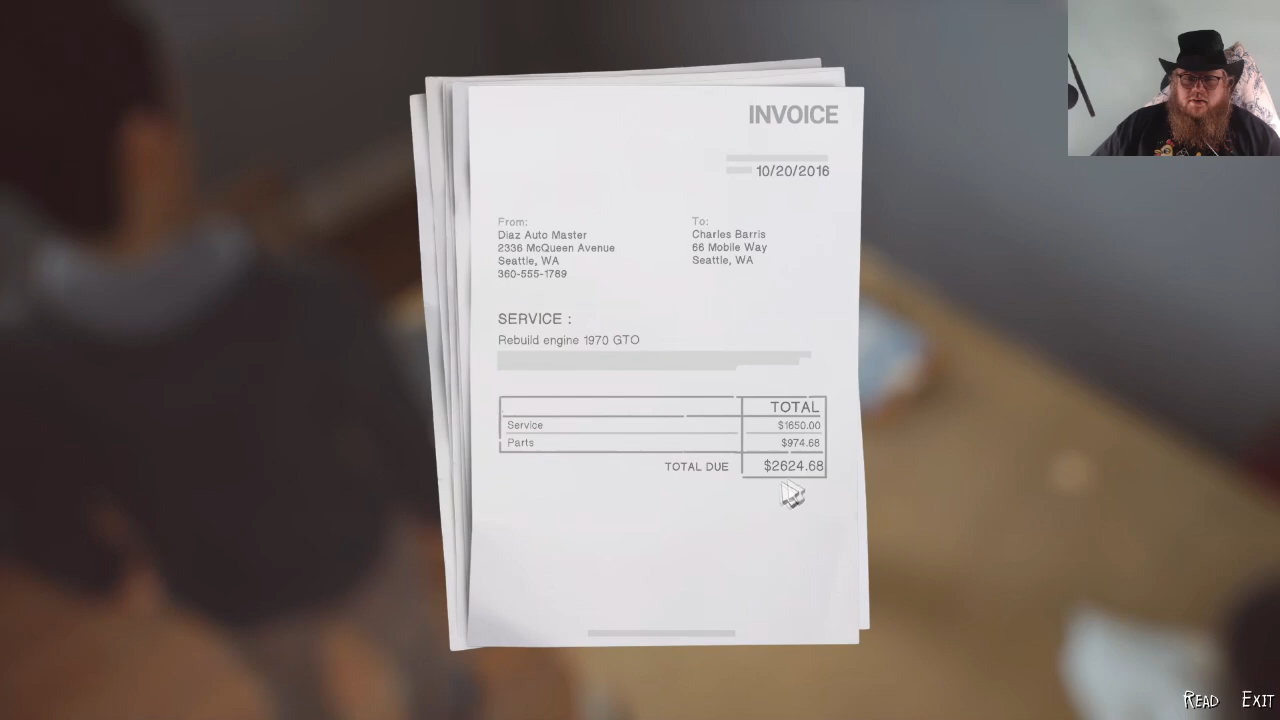 INVOICE
10/20/2016
From:
Diaz Auto Master
2336 McQueen Avenue
Seattle, WA
360-555-1789
To:
Charles Barris
66 Mobile Way
Seattle, WA
SERVICE :
Rebuild engine 1970 GTO
TOTAL
Service $1650.00
Parts $974.68
TOTAL DUE $2624.68
READ EXIT